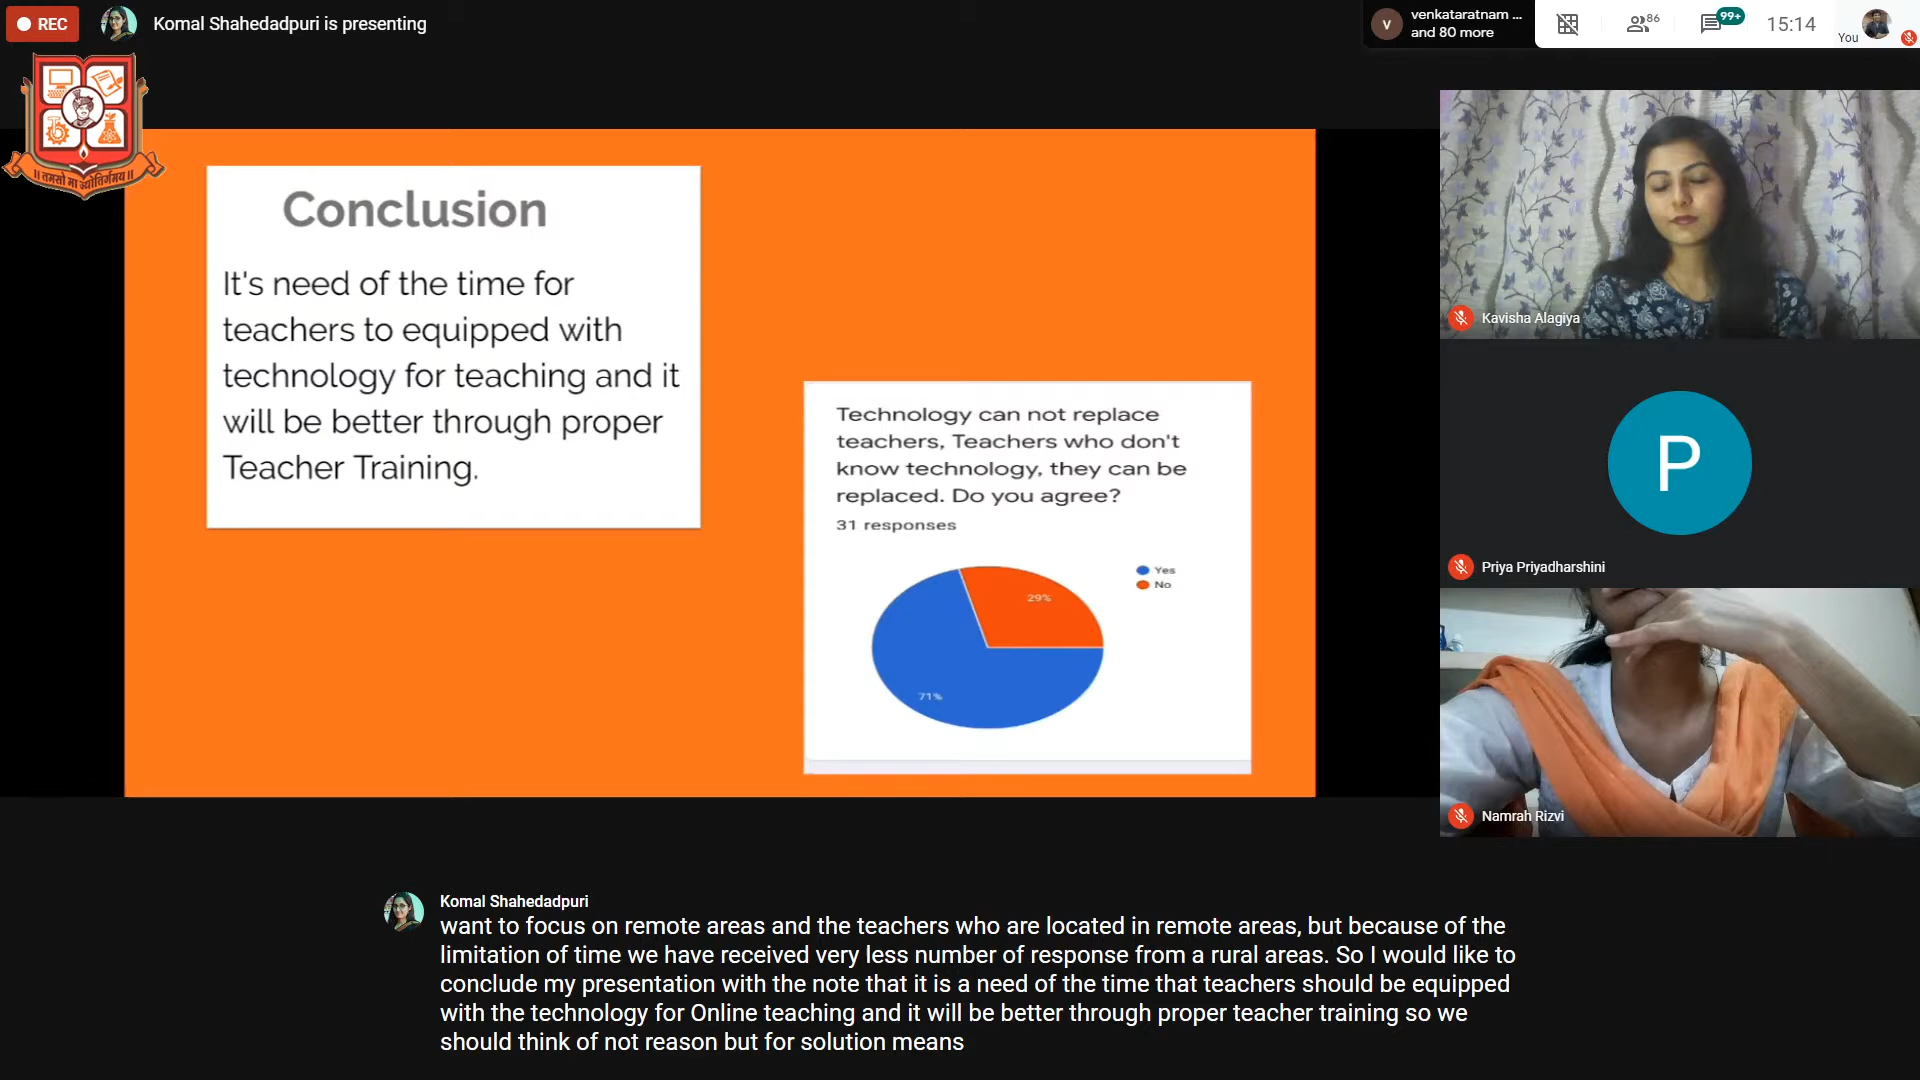 REC
Komal Shahedadpuri is presenting
V
venkataratnam ...
and 80 more
86
99+
15:14
You
॥ तमसो मा ज्योतिर्गमय ॥
Conclusion
It's need of the time for
teachers to equipped with
technology for teaching and it
will be better through proper
Teacher Training.
Technology can not replace
teachers, Teachers who don't
know technology, they can be
replaced. Do you agree?
31 responses
Yes
No
29%
71%
Kavisha Alagiya
P
Priya Priyadharshini
Namrah Rizvi
Komal Shahedadpuri
want to focus on remote areas and the teachers who are located in remote areas, but because of the
limitation of time we have received very less number of response from a rural areas. So I would like to
conclude my presentation with the note that it is a need of the time that teachers should be equipped
with the technology for Online teaching and it will be better through proper teacher training so we
should think of not reason but for solution means